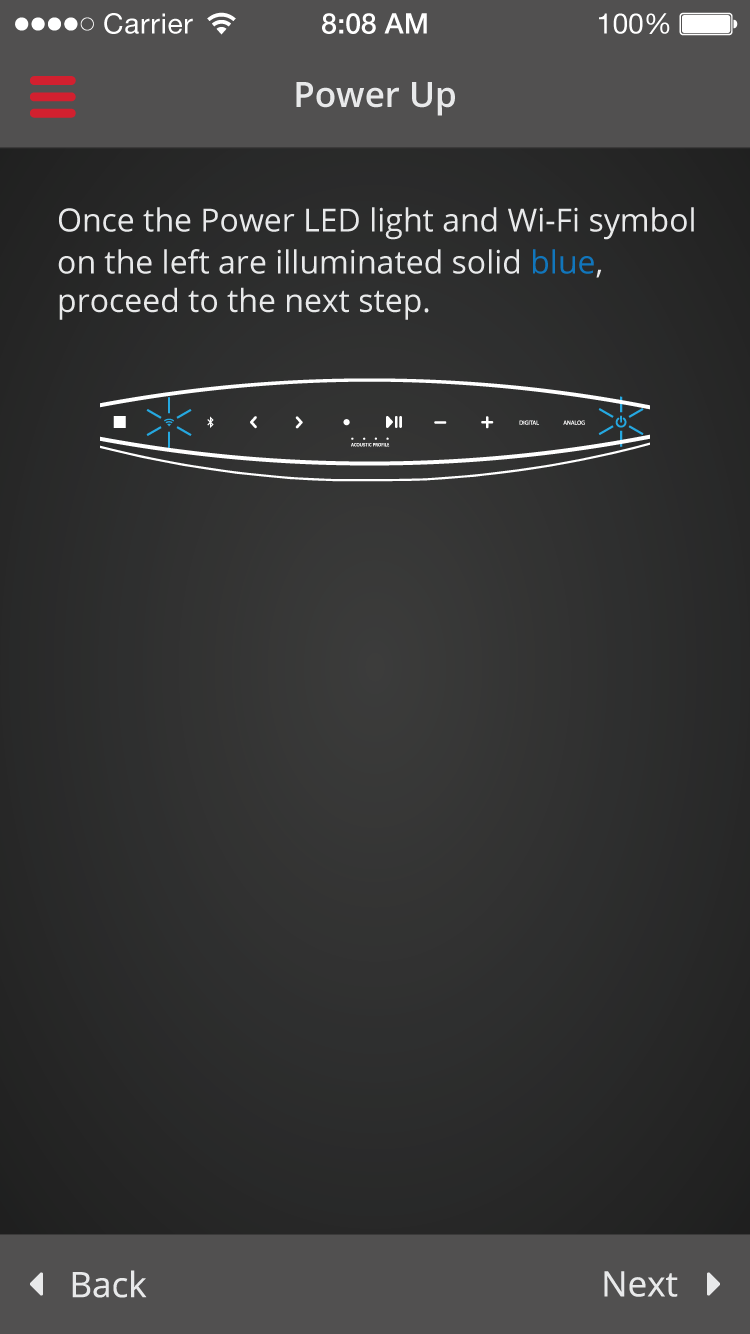 Carrier 8:08 AM 100%
Power Up
Once the Power LED light and Wi-Fi symbol
on the left are illuminated solid blue,
proceed to the next step.
DIGITAL ANALOG
ACOUSTIC PROFILE
Back Next